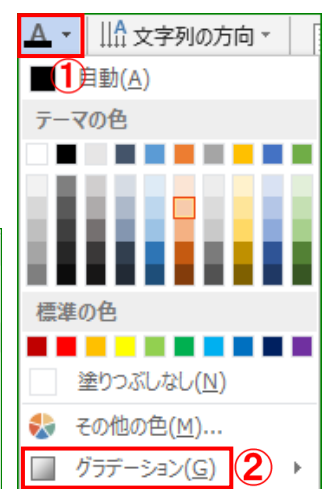 A 文字列の方向
① 自動(A)
テーマの色
標準の色
塗りつぶしなし(N)
その他の色(M)...
グラデーション(G) ②